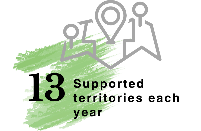 13 Supported
territories each
year